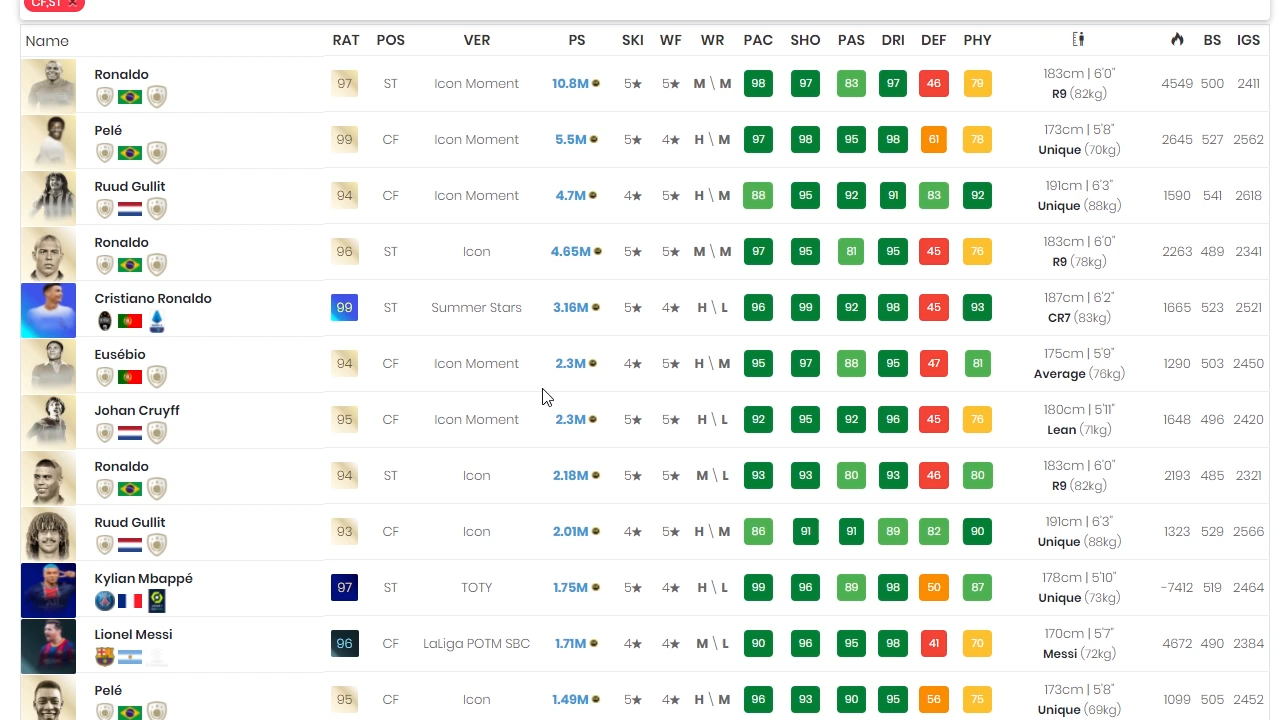 CF,ST ×
Name RAT POS VER PS SKI WF WR PAC SHO PAS DRI DEF PHY BS IGS
Ronaldo 97 ST Icon Moment 10.8M 5★ 5★ M \ M 98 97 83 97 46 79 183cm | 6'0" R9 (82kg) 4549 500 2411
Pelé 99 CF Icon Moment 5.5M 5★ 4★ H \ M 97 98 95 98 61 78 173cm | 5'8" Unique (70kg) 2645 527 2562
Ruud Gullit 94 CF Icon Moment 4.7M 4★ 5★ H \ M 88 95 92 91 83 92 191cm | 6'3" Unique (88kg) 1590 541 2618
Ronaldo 96 ST Icon 4.65M 5★ 5★ M \ M 97 95 81 95 45 76 183cm | 6'0" R9 (78kg) 2263 489 2341
Cristiano Ronaldo 99 ST Summer Stars 3.16M 5★ 4★ H \ L 96 99 92 98 45 93 187cm | 6'2" CR7 (83kg) 1665 523 2521
Eusébio 94 CF Icon Moment 2.3M 4★ 5★ H \ M 95 97 88 95 47 81 175cm | 5'9" Average (76kg) 1290 503 2450
Johan Cruyff 95 CF Icon Moment 2.3M 5★ 5★ H \ L 92 95 92 96 45 76 180cm | 5'11" Lean (71kg) 1648 496 2420
Ronaldo 94 ST Icon 2.18M 5★ 5★ M \ L 93 93 80 93 46 80 183cm | 6'0" R9 (82kg) 2193 485 2321
Ruud Gullit 93 CF Icon 2.01M 4★ 5★ H \ M 86 91 91 89 82 90 191cm | 6'3" Unique (88kg) 1323 529 2566
Kylian Mbappé 97 ST TOTY 1.75M 5★ 4★ H \ L 99 96 89 98 50 87 178cm | 5'10" Unique (73kg) -7412 519 2464
Lionel Messi 96 CF LaLiga POTM SBC 1.71M 4★ 4★ M \ L 90 96 95 98 41 70 170cm | 5'7" Messi (72kg) 4672 490 2384
Pelé 95 CF Icon 1.49M 5★ 4★ H \ M 96 93 90 95 56 75 173cm | 5'8" Unique (69kg) 1099 505 2452